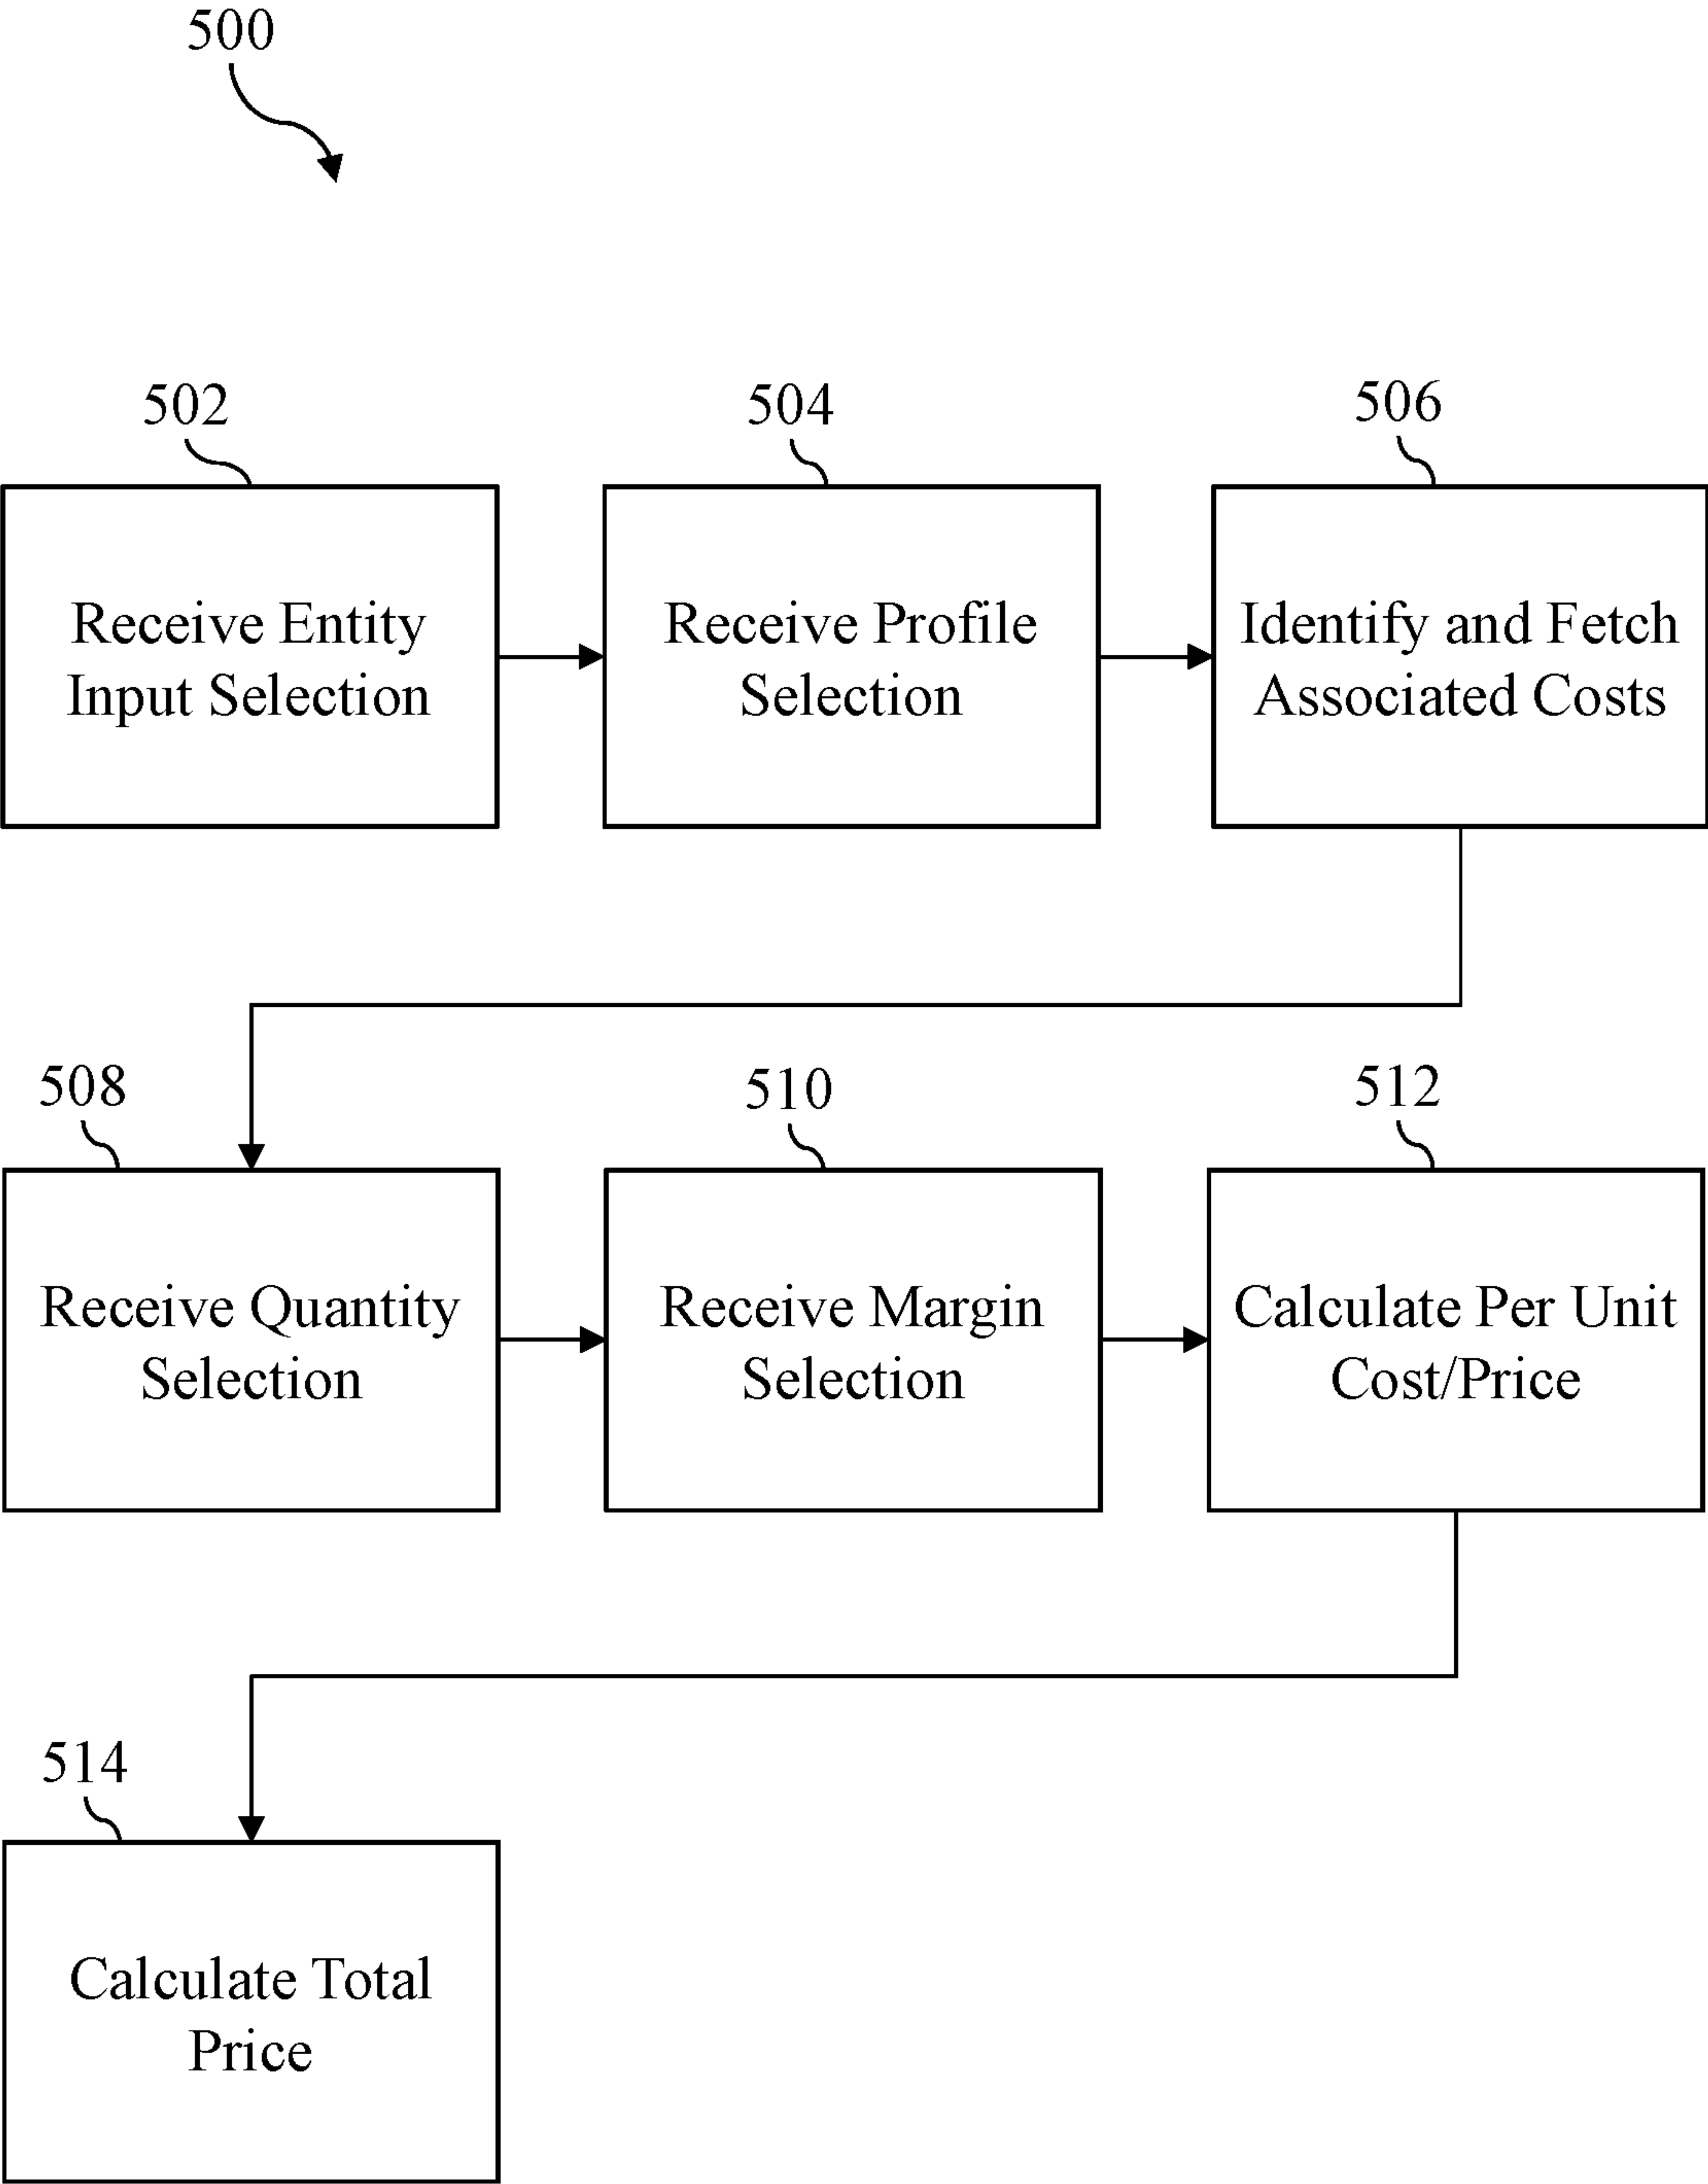 500
502
Receive Entity
Input Selection
504
Receive Profile
Selection
506
Identify and Fetch
Associated Costs
508
Receive Quantity
Selection
510
Receive Margin
Selection
512
Calculate Per Unit
Cost/Price
514
Calculate Total
Price